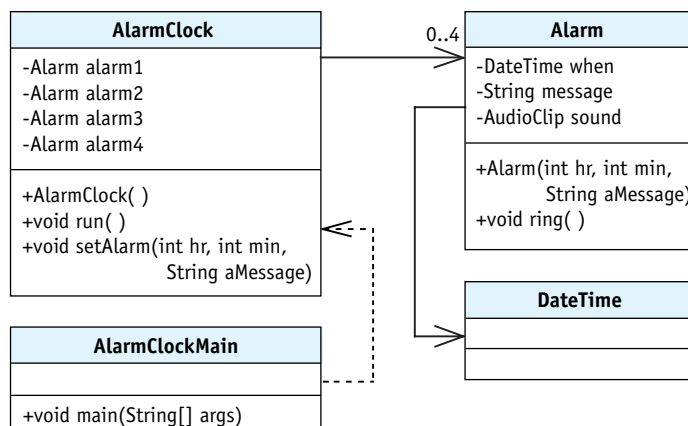 AlarmClock
-Alarm alarm1
-Alarm alarm2
-Alarm alarm3
-Alarm alarm4
+AlarmClock( )
+void run( )
+void setAlarm(int hr, int min,
String aMessage)
0..4
Alarm
-DateTime when
-String message
-AudioClip sound
+Alarm(int hr, int min,
String aMessage)
+void ring( )
DateTime
AlarmClockMain
+void main(String[] args)